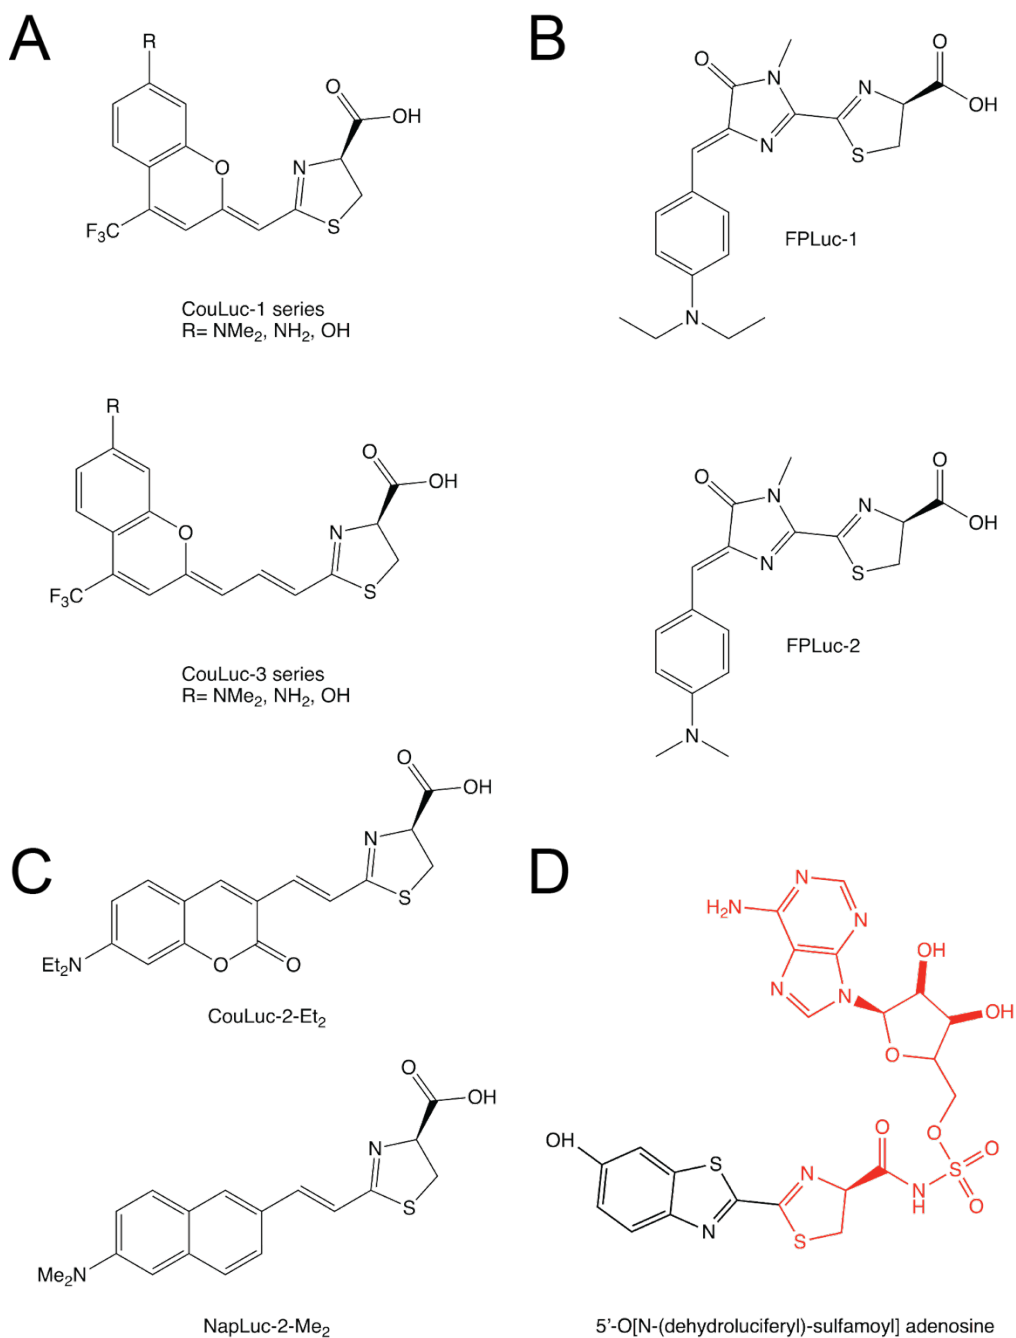 A
R
O
N
S
O
OH
F₃C
CouLuc-1 series
R= NMe₂, NH₂, OH
R
O
N
S
O
OH
F₃C
CouLuc-3 series
R= NMe₂, NH₂, OH
B
O
N
N
N
S
O
OH
N
FPLuc-1
O
N
N
N
S
O
OH
N
FPLuc-2
C
O
OH
N
S
Et₂N
O
O
CouLuc-2-Et₂
O
OH
N
S
Me₂N
NapLuc-2-Me₂
D
N
H₂N
N
N
N
OH
OH
O
O
O
O
S
O
N
H
OH
S
N
N
S
5'-O[N-(dehydroluciferyl)-sulfamoyl] adenosine